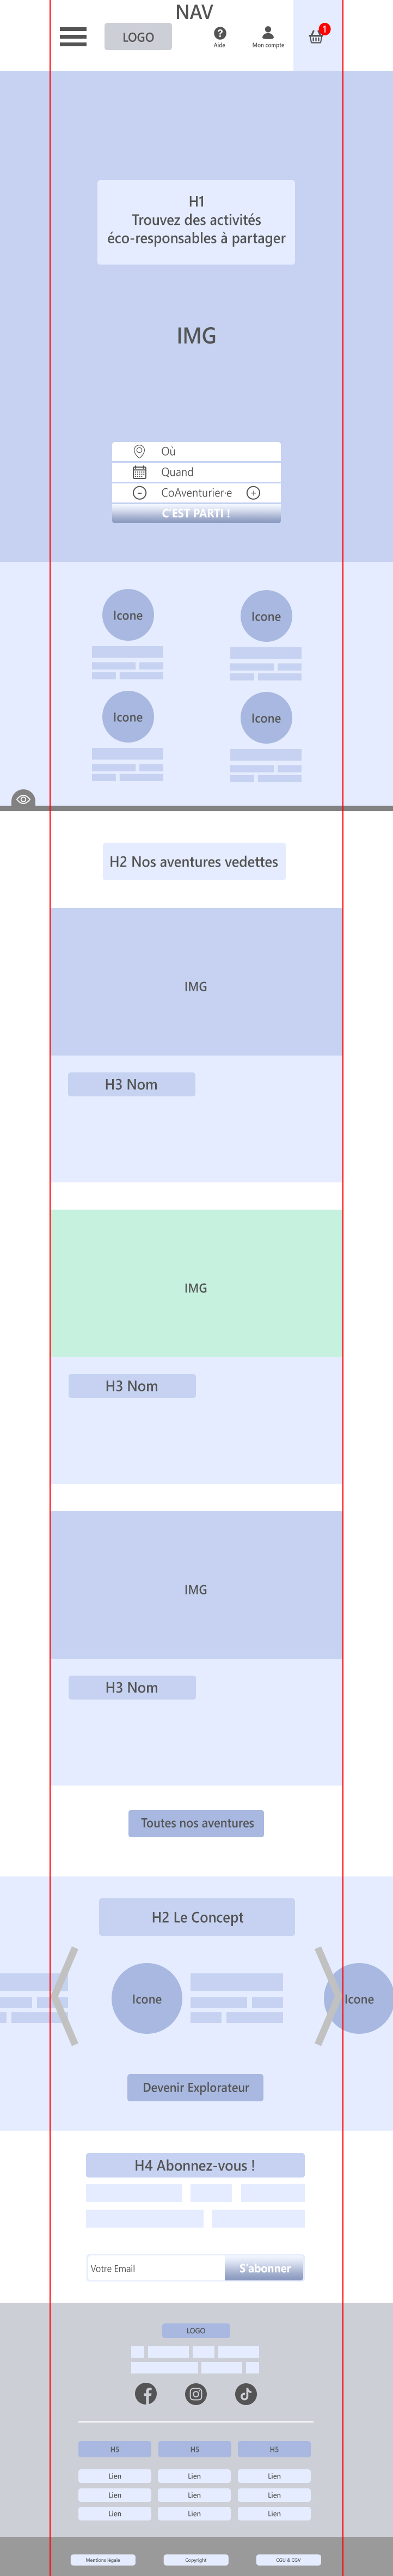 NAV
LOGO
Aide
Mon compte
1
H1
Trouvez des activités
éco-responsables à partager
IMG
Où
Quand
CoAventurier·e
C'EST PARTI !
Icone
Icone
Icone
Icone
H2 Nos aventures vedettes
IMG
H3 Nom
IMG
H3 Nom
IMG
H3 Nom
Toutes nos aventures
H2 Le Concept
Icone
Icone
Devenir Explorateur
H4 Abonnez-vous !
Votre Email
S'abonner
LOGO
H5 H5 H5
Lien Lien Lien
Lien Lien Lien
Lien Lien Lien
Mentions légale
Copyright
CGU & CGV